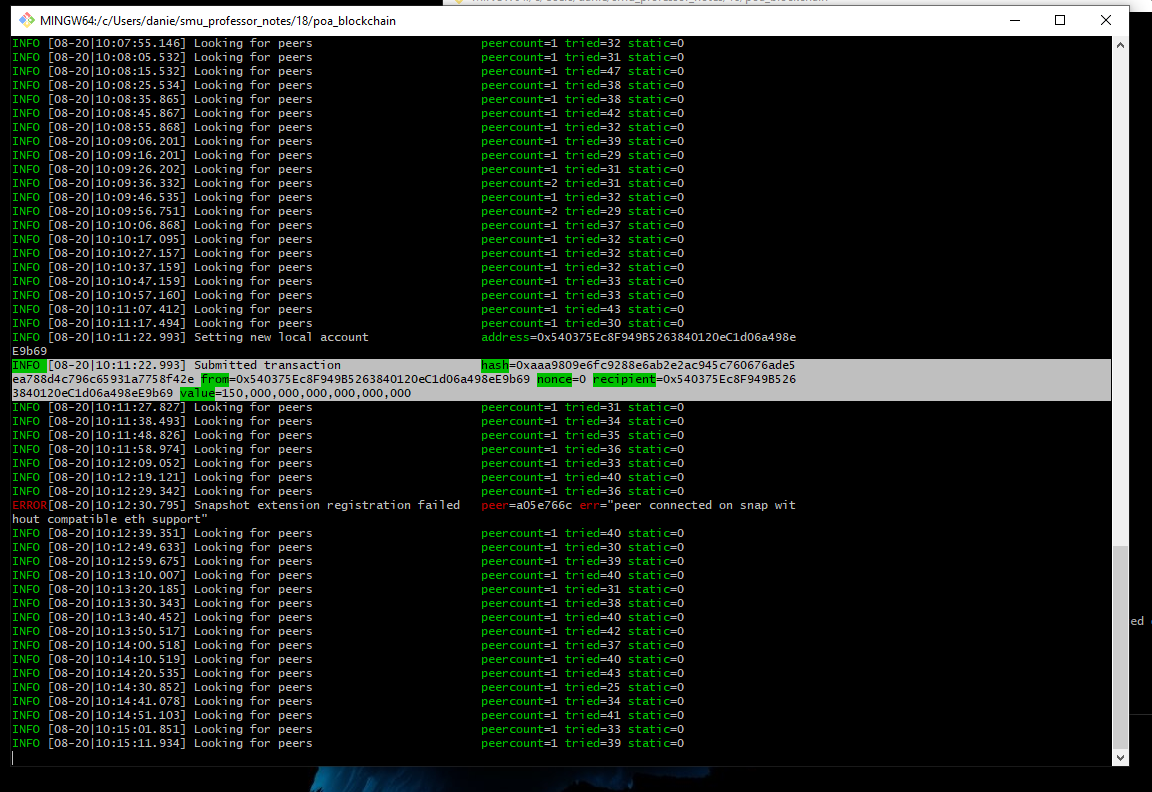 MINGW64:/c/Users/danie/smu_professor_notes/18/poa_blockchain
INFO [08-20|10:07:55.146] Looking for peers peercount=1 tried=32 static=0
INFO [08-20|10:08:05.532] Looking for peers peercount=1 tried=31 static=0
INFO [08-20|10:08:15.532] Looking for peers peercount=1 tried=47 static=0
INFO [08-20|10:08:25.534] Looking for peers peercount=1 tried=38 static=0
INFO [08-20|10:08:35.865] Looking for peers peercount=1 tried=38 static=0
INFO [08-20|10:08:45.867] Looking for peers peercount=1 tried=42 static=0
INFO [08-20|10:08:55.868] Looking for peers peercount=1 tried=32 static=0
INFO [08-20|10:09:06.201] Looking for peers peercount=1 tried=39 static=0
INFO [08-20|10:09:16.201] Looking for peers peercount=1 tried=29 static=0
INFO [08-20|10:09:26.202] Looking for peers peercount=1 tried=31 static=0
INFO [08-20|10:09:36.332] Looking for peers peercount=2 tried=31 static=0
INFO [08-20|10:09:46.535] Looking for peers peercount=1 tried=32 static=0
INFO [08-20|10:09:56.751] Looking for peers peercount=2 tried=29 static=0
INFO [08-20|10:10:06.868] Looking for peers peercount=1 tried=37 static=0
INFO [08-20|10:10:17.095] Looking for peers peercount=1 tried=32 static=0
INFO [08-20|10:10:27.157] Looking for peers peercount=1 tried=32 static=0
INFO [08-20|10:10:37.159] Looking for peers peercount=1 tried=32 static=0
INFO [08-20|10:10:47.159] Looking for peers peercount=1 tried=33 static=0
INFO [08-20|10:10:57.160] Looking for peers peercount=1 tried=33 static=0
INFO [08-20|10:11:07.412] Looking for peers peercount=1 tried=43 static=0
INFO [08-20|10:11:17.494] Looking for peers peercount=1 tried=30 static=0
INFO [08-20|10:11:22.993] Setting new local account address=0x540375Ec8F949B5263840120eC1d06a498e
E9b69
INFO [08-20|10:11:22.993] Submitted transaction hash=0xaaa9809e6fc9288e6ab2e2ac945c760676ade5
ea788d4c796c65931a7758f42e from=0x540375Ec8F949B5263840120eC1d06a498eE9b69 nonce=0 recipient=0x540375Ec8F949B526
3840120eC1d06a498eE9b69 value=150,000,000,000,000,000,000
INFO [08-20|10:11:27.827] Looking for peers peercount=1 tried=31 static=0
INFO [08-20|10:11:38.493] Looking for peers peercount=1 tried=34 static=0
INFO [08-20|10:11:48.826] Looking for peers peercount=1 tried=35 static=0
INFO [08-20|10:11:58.974] Looking for peers peercount=1 tried=36 static=0
INFO [08-20|10:12:09.052] Looking for peers peercount=1 tried=33 static=0
INFO [08-20|10:12:19.121] Looking for peers peercount=1 tried=40 static=0
INFO [08-20|10:12:29.342] Looking for peers peercount=1 tried=36 static=0
ERROR[08-20|10:12:30.795] Snapshot extension registration failed peer=a05e766c err="peer connected on snap wit
hout compatible eth support"
INFO [08-20|10:12:39.351] Looking for peers peercount=1 tried=40 static=0
INFO [08-20|10:12:49.633] Looking for peers peercount=1 tried=30 static=0
INFO [08-20|10:12:59.675] Looking for peers peercount=1 tried=39 static=0
INFO [08-20|10:13:10.007] Looking for peers peercount=1 tried=40 static=0
INFO [08-20|10:13:20.185] Looking for peers peercount=1 tried=31 static=0
INFO [08-20|10:13:30.343] Looking for peers peercount=1 tried=38 static=0
INFO [08-20|10:13:40.452] Looking for peers peercount=1 tried=40 static=0
INFO [08-20|10:13:50.517] Looking for peers peercount=1 tried=42 static=0
INFO [08-20|10:14:00.518] Looking for peers peercount=1 tried=37 static=0
INFO [08-20|10:14:10.519] Looking for peers peercount=1 tried=40 static=0
INFO [08-20|10:14:20.535] Looking for peers peercount=1 tried=43 static=0
INFO [08-20|10:14:30.852] Looking for peers peercount=1 tried=25 static=0
INFO [08-20|10:14:41.078] Looking for peers peercount=1 tried=34 static=0
INFO [08-20|10:14:51.103] Looking for peers peercount=1 tried=41 static=0
INFO [08-20|10:15:01.851] Looking for peers peercount=1 tried=33 static=0
INFO [08-20|10:15:11.934] Looking for peers peercount=1 tried=39 static=0
ed